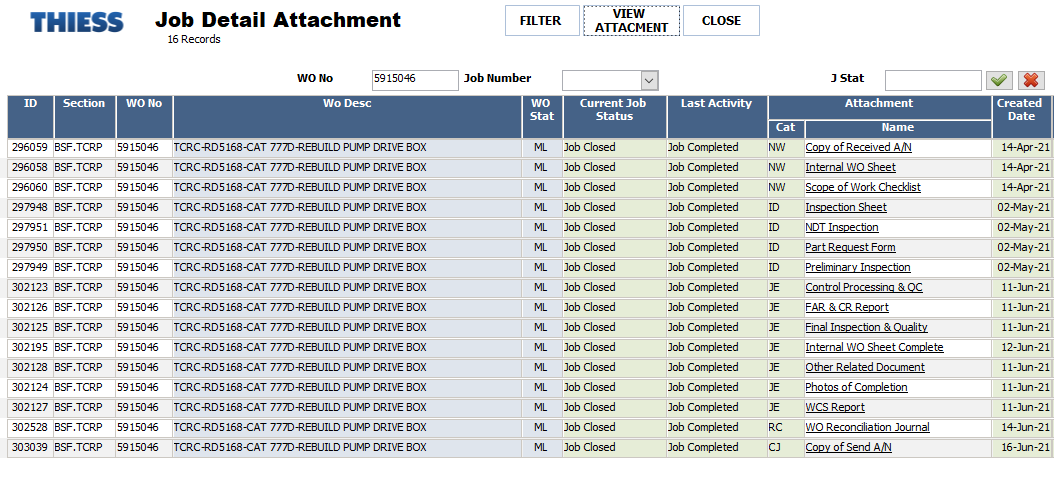 THIESS Job Detail Attachment
16 Records
FILTER
VIEW ATTACMENT
CLOSE
WO No 5915046 Job Number J Stat
ID Section WO No Wo Desc WO Stat Current Job Status Last Activity Attachment Cat Name Created Date
296059 BSF.TCRP 5915046 TCRC-RD5168-CAT 777D-REBUILD PUMP DRIVE BOX ML Job Closed Job Completed NW Copy of Received A/N 14-Apr-21
296058 BSF.TCRP 5915046 TCRC-RD5168-CAT 777D-REBUILD PUMP DRIVE BOX ML Job Closed Job Completed NW Internal WO Sheet 14-Apr-21
296060 BSF.TCRP 5915046 TCRC-RD5168-CAT 777D-REBUILD PUMP DRIVE BOX ML Job Closed Job Completed NW Scope of Work Checklist 14-Apr-21
297948 BSF.TCRP 5915046 TCRC-RD5168-CAT 777D-REBUILD PUMP DRIVE BOX ML Job Closed Job Completed ID Inspection Sheet 02-May-21
297951 BSF.TCRP 5915046 TCRC-RD5168-CAT 777D-REBUILD PUMP DRIVE BOX ML Job Closed Job Completed ID NDT Inspection 02-May-21
297950 BSF.TCRP 5915046 TCRC-RD5168-CAT 777D-REBUILD PUMP DRIVE BOX ML Job Closed Job Completed ID Part Request Form 02-May-21
297949 BSF.TCRP 5915046 TCRC-RD5168-CAT 777D-REBUILD PUMP DRIVE BOX ML Job Closed Job Completed ID Preliminary Inspection 02-May-21
302123 BSF.TCRP 5915046 TCRC-RD5168-CAT 777D-REBUILD PUMP DRIVE BOX ML Job Closed Job Completed JE Control Processing & QC 11-Jun-21
302126 BSF.TCRP 5915046 TCRC-RD5168-CAT 777D-REBUILD PUMP DRIVE BOX ML Job Closed Job Completed JE FAR & CR Report 11-Jun-21
302125 BSF.TCRP 5915046 TCRC-RD5168-CAT 777D-REBUILD PUMP DRIVE BOX ML Job Closed Job Completed JE Final Inspection & Quality 11-Jun-21
302195 BSF.TCRP 5915046 TCRC-RD5168-CAT 777D-REBUILD PUMP DRIVE BOX ML Job Closed Job Completed JE Internal WO Sheet Complete 12-Jun-21
302128 BSF.TCRP 5915046 TCRC-RD5168-CAT 777D-REBUILD PUMP DRIVE BOX ML Job Closed Job Completed JE Other Related Document 11-Jun-21
302124 BSF.TCRP 5915046 TCRC-RD5168-CAT 777D-REBUILD PUMP DRIVE BOX ML Job Closed Job Completed JE Photos of Completion 11-Jun-21
302127 BSF.TCRP 5915046 TCRC-RD5168-CAT 777D-REBUILD PUMP DRIVE BOX ML Job Closed Job Completed JE WCS Report 11-Jun-21
302528 BSF.TCRP 5915046 TCRC-RD5168-CAT 777D-REBUILD PUMP DRIVE BOX ML Job Closed Job Completed RC WO Reconciliation Journal 14-Jun-21
303039 BSF.TCRP 5915046 TCRC-RD5168-CAT 777D-REBUILD PUMP DRIVE BOX ML Job Closed Job Completed CJ Copy of Send A/N 16-Jun-21